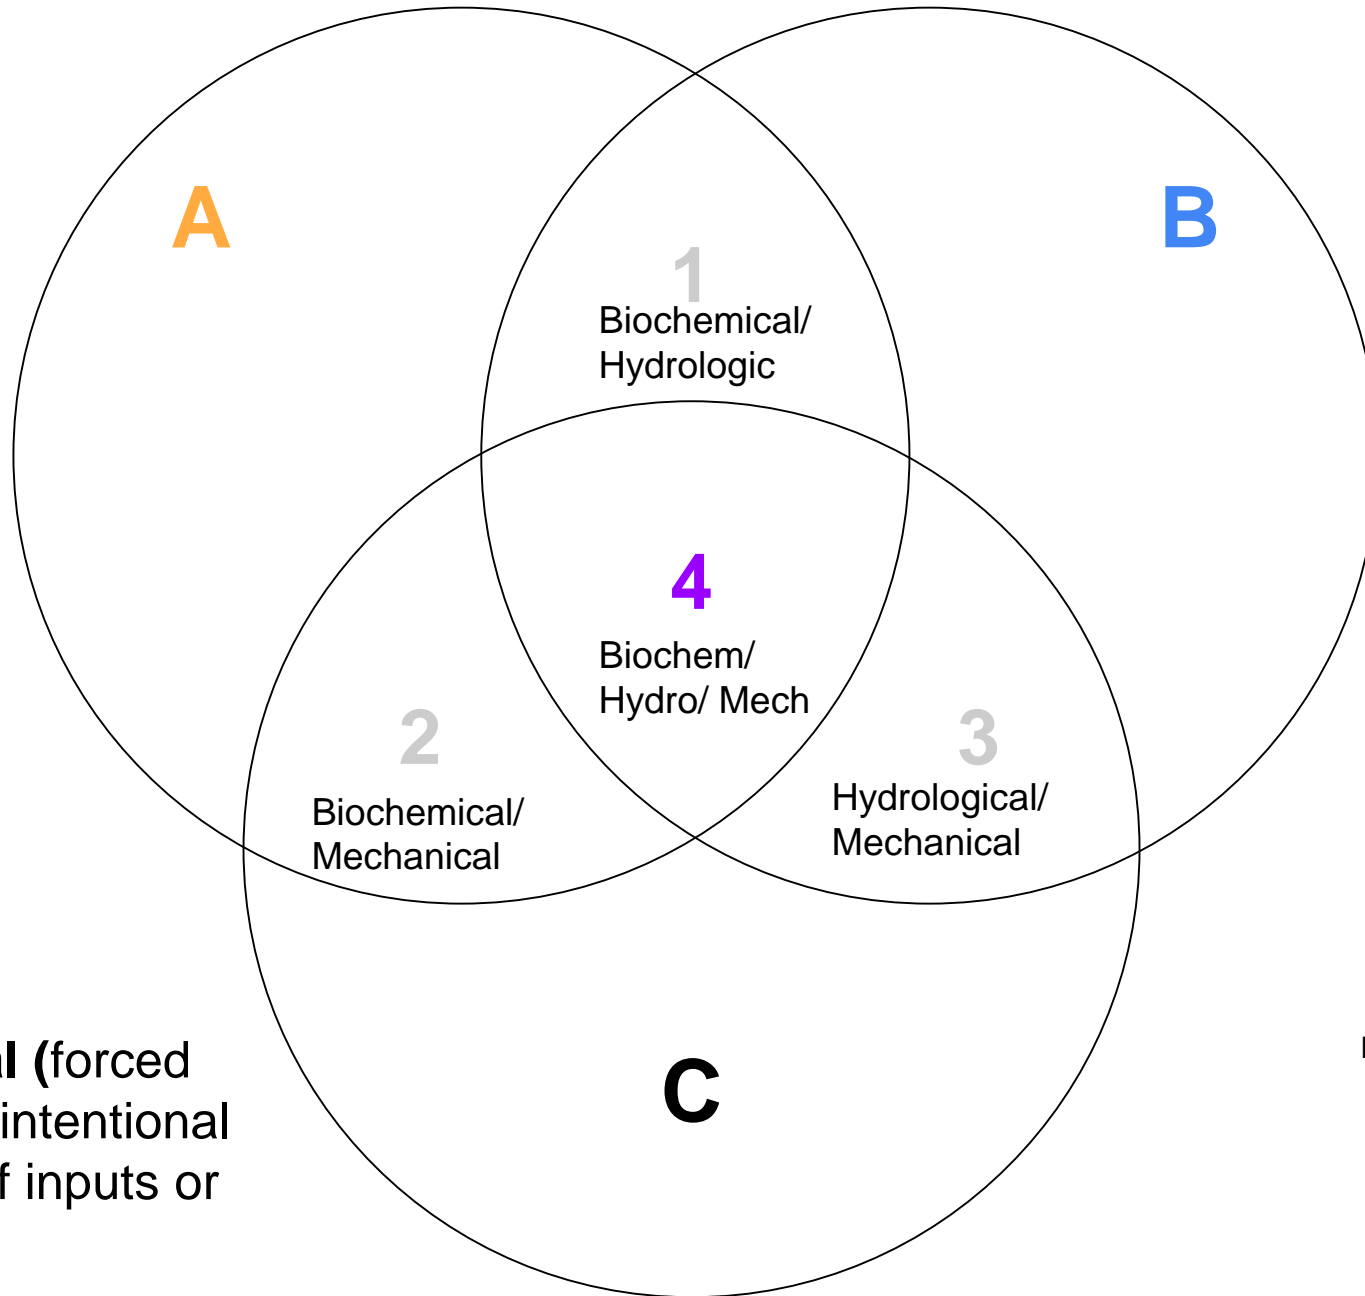 A
B
1
Biochemical/
Hydrologic
4
Biochem/
Hydro/ Mech
2
3
Biochemical/
Mechanical
Hydrological/
Mechanical
C
(forced
intentional
inputs or